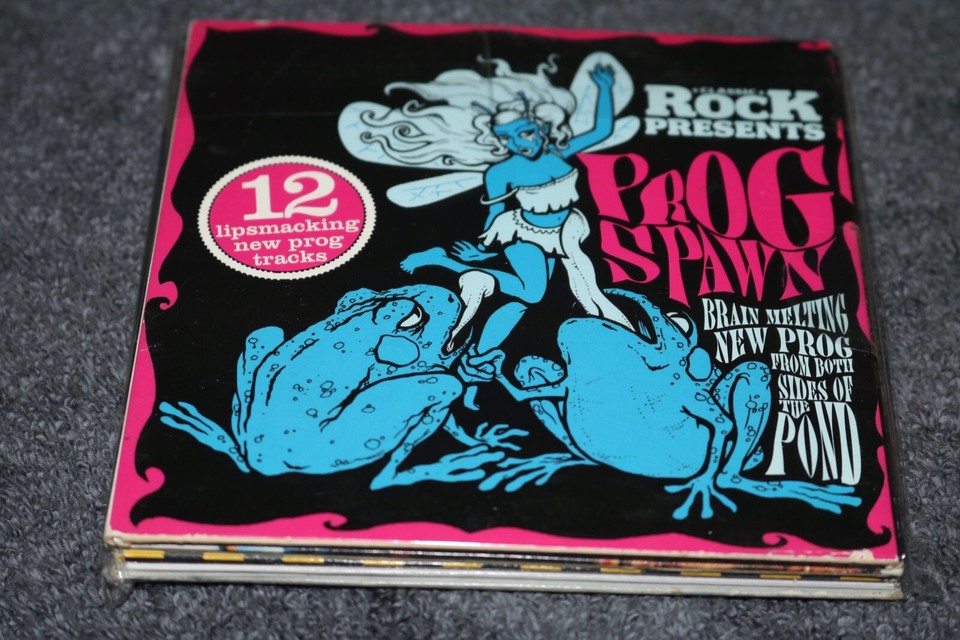 12
lipsmacking
new prog
tracks
CLASSIC
ROCK
PRESENTS
PROG
SPAWN
BRAIN MELTING
NEW PROG
FROM BOTH
SIDES OF
THE
POND